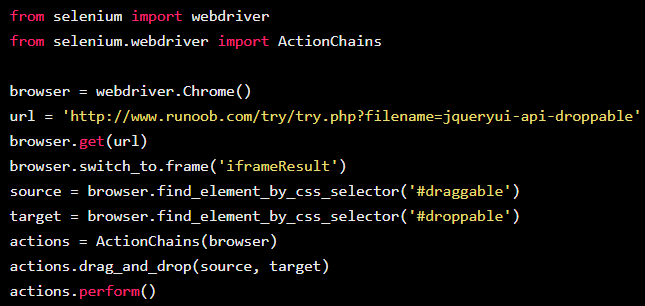 from selenium import webdriver
from selenium.webdriver import ActionChains
browser = webdriver.Chrome()
url = 'http://www.runoob.com/try/try.php?filename=jqueryui-api-droppable'
browser.get(url)
browser.switch_to.frame('iframeResult')
source = browser.find_element_by_css_selector('#draggable')
target = browser.find_element_by_css_selector('#droppable')
actions = ActionChains(browser)
actions.drag_and_drop(source, target)
actions.perform()